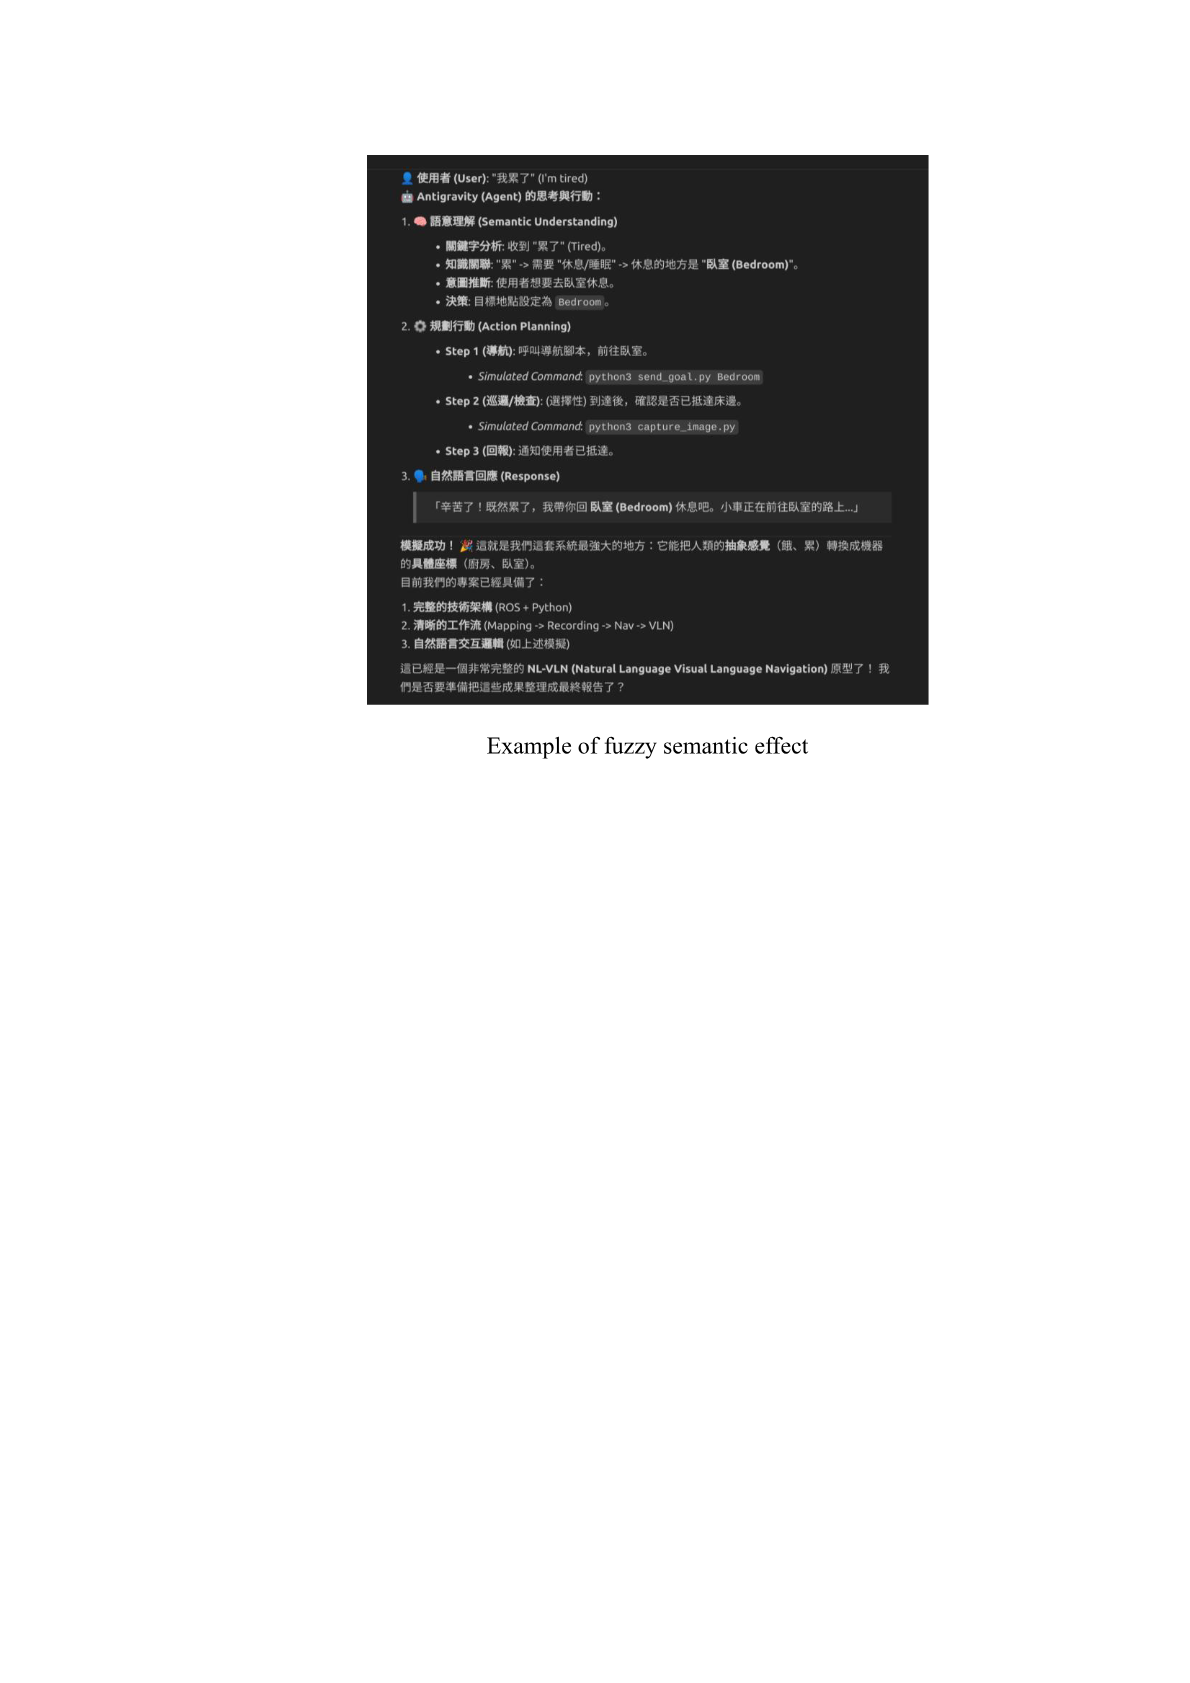 👤 使用者 (User): "我累了" (I'm tired)
🤖 Antigravity (Agent) 的思考與行動：
1. 🧠 語意理解 (Semantic Understanding)
• 關鍵字分析: 收到 "累了" (Tired)。
• 知識關聯: "累" -> 需要 "休息/睡眠" -> 休息的地方是 "臥室 (Bedroom)"。
• 意圖推斷: 使用者想要去臥室休息。
• 決策: 目標地點設定為 Bedroom。
2. ⚙️ 規劃行動 (Action Planning)
• Step 1 (導航): 呼叫導航腳本，前往臥室。
• Simulated Command: python3 send_goal.py Bedroom
• Step 2 (巡邏/檢查): (選擇性) 到達後，確認是否已抵達床邊。
• Simulated Command: python3 capture_image.py
• Step 3 (回報): 通知使用者已抵達。
3. 🗣️ 自然語言回應 (Response)
「辛苦了！既然累了，我帶你回 臥室 (Bedroom) 休息吧。小車正在前往臥室的路上...」
模擬成功！ 🎉 這就是我們這套系統最強大的地方：它能把人類的抽象感覺（餓、累）轉換成機器
的具體座標（廚房、臥室）。
目前我們的專案已經具備了：
1. 完整的技術架構 (ROS + Python)
2. 清晰的工作流 (Mapping -> Recording -> Nav -> VLN)
3. 自然語言交互邏輯 (如上述模擬)
這已經是一個非常完整的 NL-VLN (Natural Language Visual Language Navigation) 原型了！ 我
們是否要準備把這些成果整理成最終報告了？
Example of fuzzy semantic effect